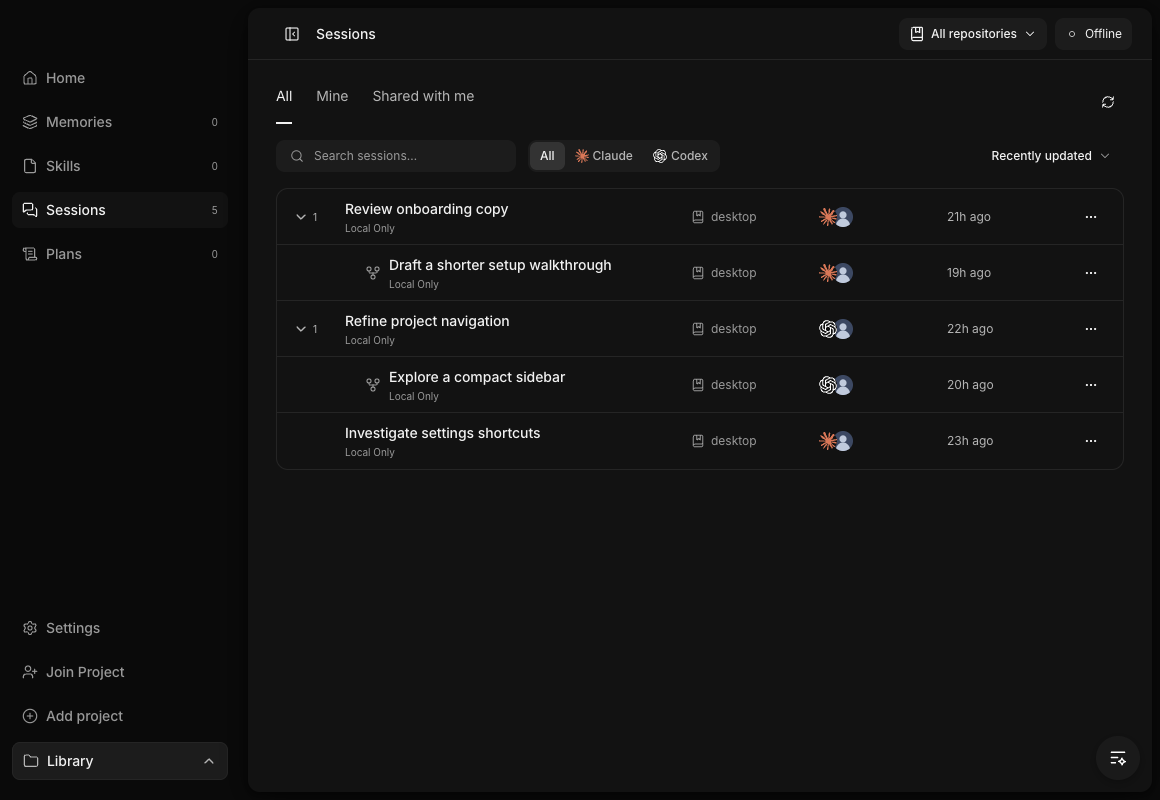 Sessions
All repositories
Offline
Home
Memories 0
Skills 0
Sessions 5
Plans 0
All Mine Shared with me
Search sessions...
All Claude Codex
Recently updated
1 Review onboarding copy desktop 21h ago
Local Only
Draft a shorter setup walkthrough desktop 19h ago
Local Only
1 Refine project navigation desktop 22h ago
Local Only
Explore a compact sidebar desktop 20h ago
Local Only
Investigate settings shortcuts desktop 23h ago
Local Only
Settings
Join Project
Add project
Library